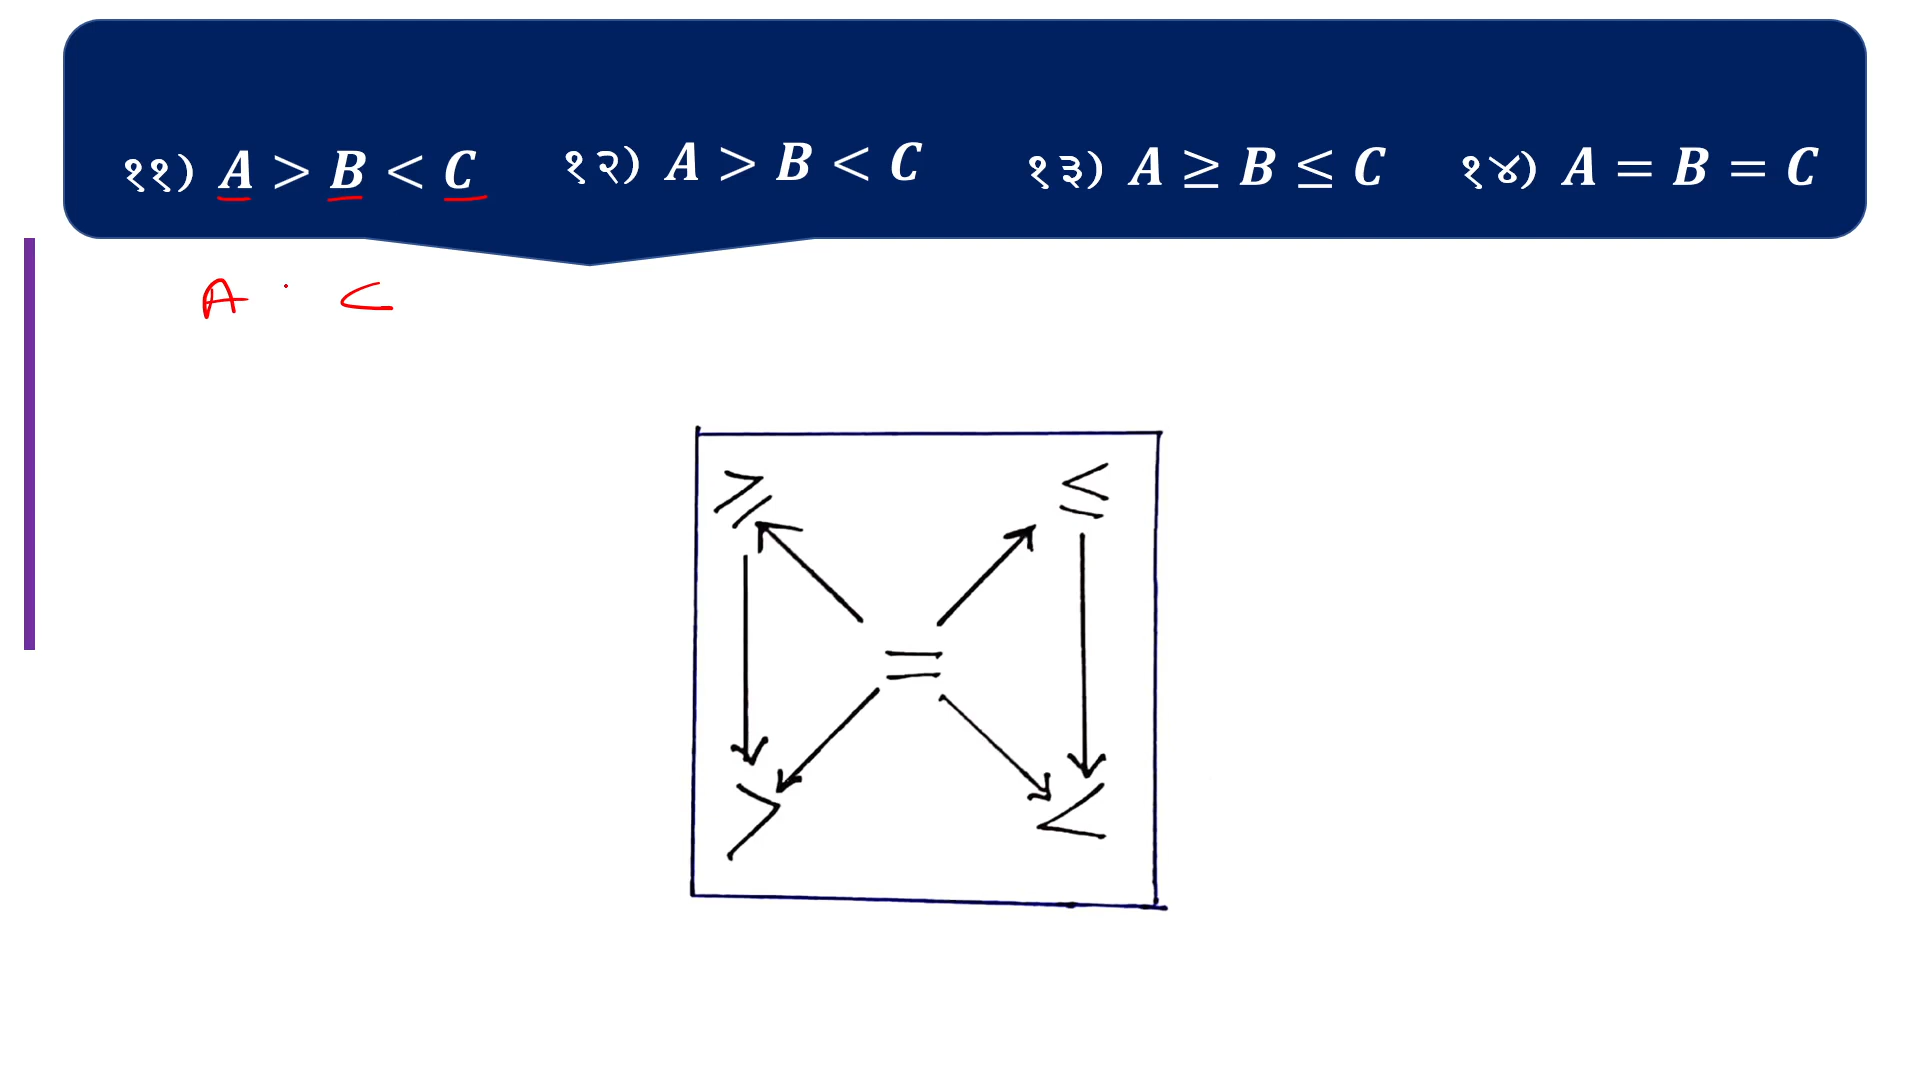 ११) A > B < C १२) A > B < C १३) A ≥ B ≤ C १४) A = B = C
A · C
≥ ≤
=
> <